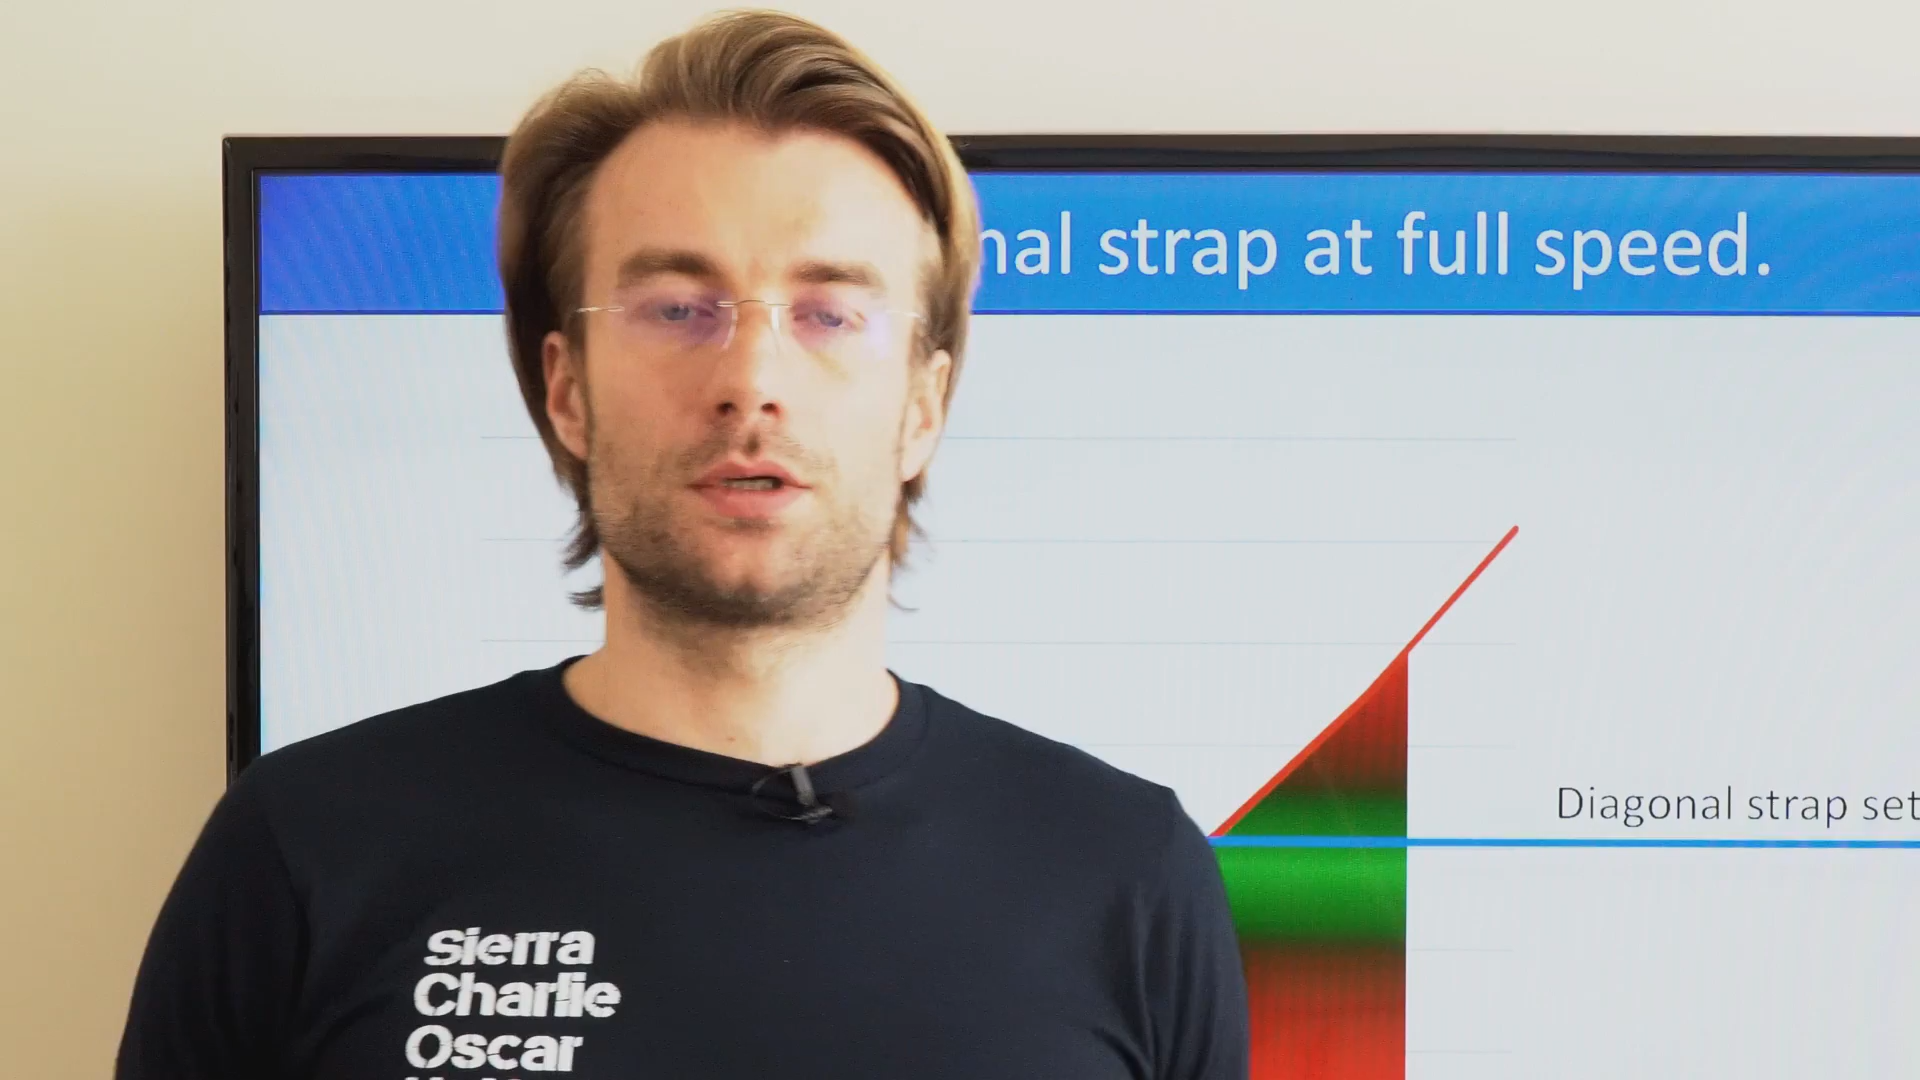 nal strap at full speed.
Diagonal strap set
Sierra
Charlie
Oscar